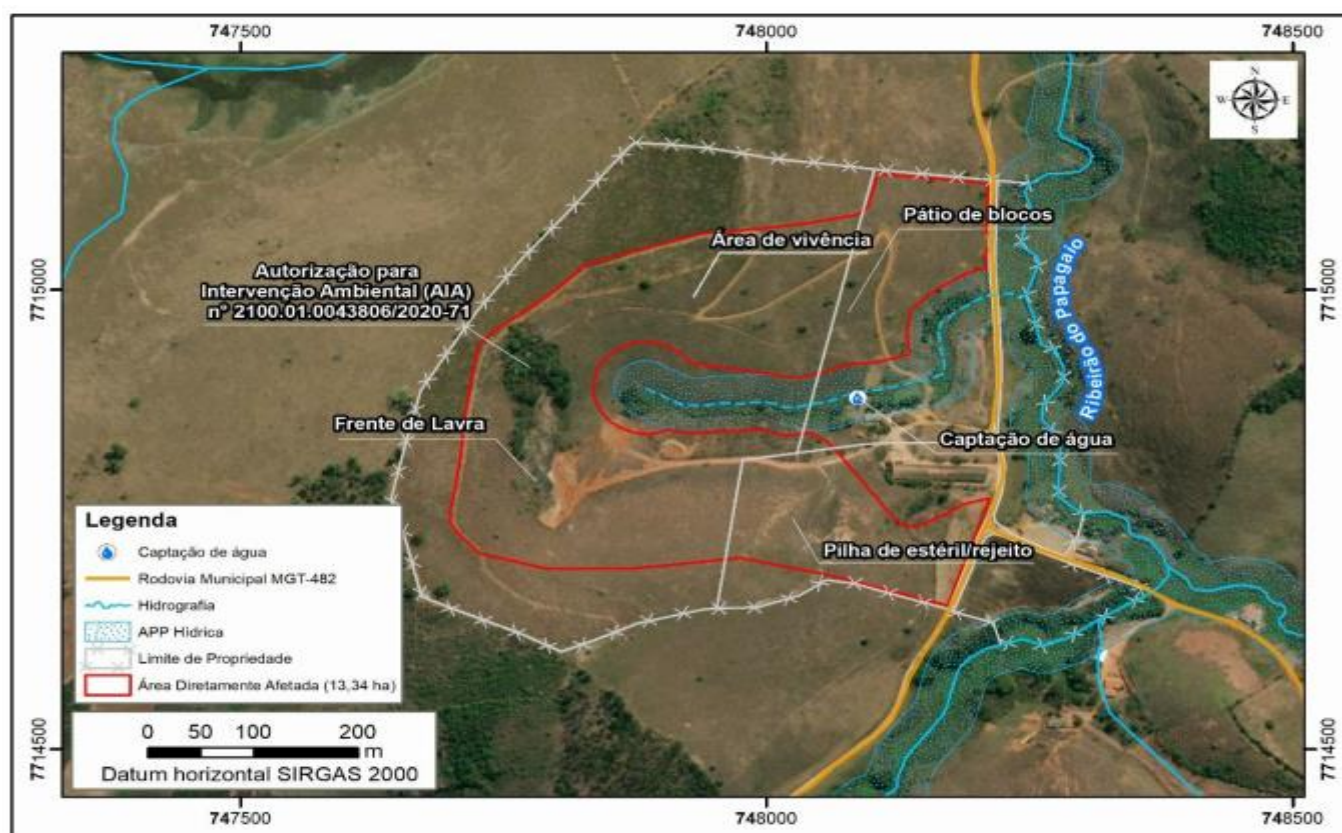 747500
748000
748500
N
W E
S
7715000
7714500
Pátio de blocos
Área de vivência
Autorização para
Intervenção Ambiental (AIA)
n° 2100.01.0043806/2020-71
Ribeirão do Papagaio
7715000
Frente de Lavra
Captação de água
Pilha de estéril/rejeito
Legenda
Captação de água
Rodovia Municipal MGT-482
Hidrografia
APP Hídrica
Limite de Propriedade
Área Diretamente Afetada (13,34 ha)
0 50 100 200
m
Datum horizontal SIRGAS 2000
7714500
747500
748000
748500